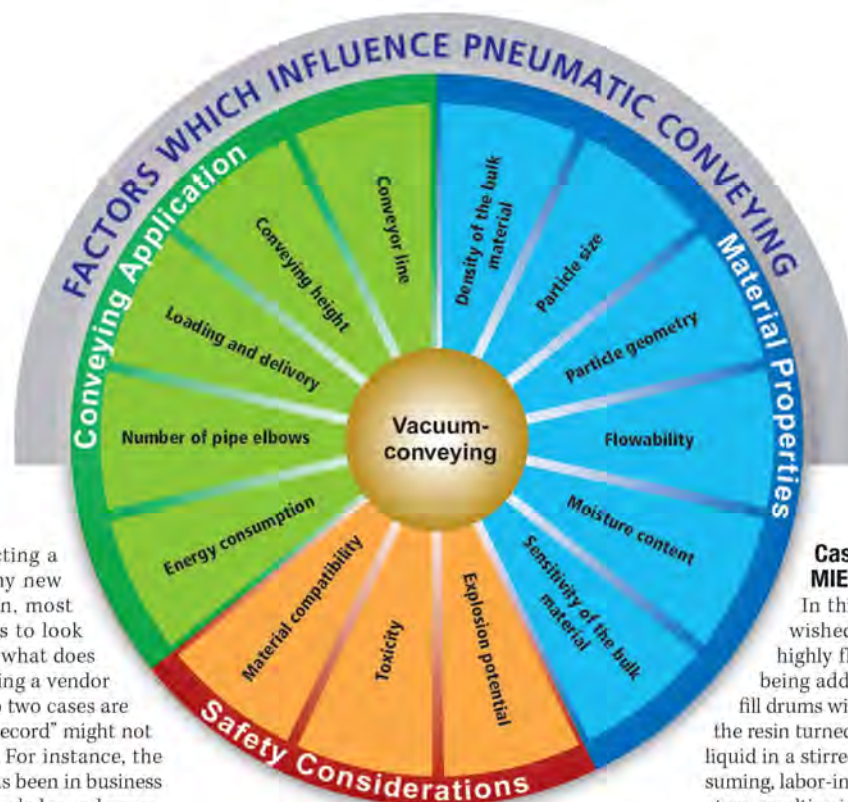 FACTORS WHICH INFLUENCE PNEUMATIC CONVEYING
Conveying Application
Conveyor line
Conveying height
Loading and delivery
Number of pipe elbows
Energy consumption
Material Properties
Density of the bulk
material
Particle size
Particle geometry
Flowability
Moisture content
Sensitivity of the bulk
material
Safety Considerations
Material compatibility
Toxicity
Explosion potential
Vacuum-
conveying
cting a
ny new
n, most
s to look
what does
ing a vendor
o two cases are
ecord" might not
For instance, the
as been in business
Cas
MIE
In thi
wished
highly fl
being add
fill drums wi
the resin turned
liquid in a stirre
suming, labor-in